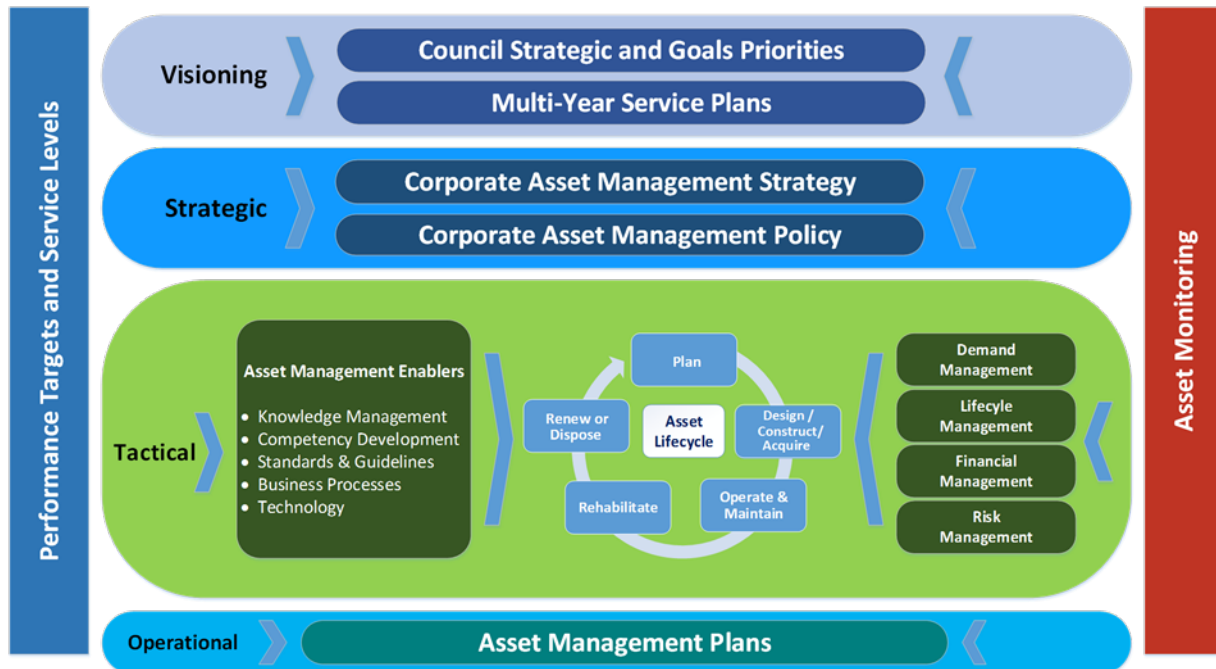 Performance Targets and Service Levels
Visioning
Council Strategic and Goals Priorities
Multi-Year Service Plans
Strategic
Corporate Asset Management Strategy
Corporate Asset Management Policy
Tactical
Asset Management Enablers
• Knowledge Management
• Competency Development
• Standards & Guidelines
• Business Processes
• Technology
Plan
Design /
Construct/
Acquire
Operate &
Maintain
Rehabilitate
Renew or
Dispose
Asset
Lifecycle
Demand
Management
Lifecyle
Management
Financial
Management
Risk
Management
Operational
Asset Management Plans
Asset Monitoring